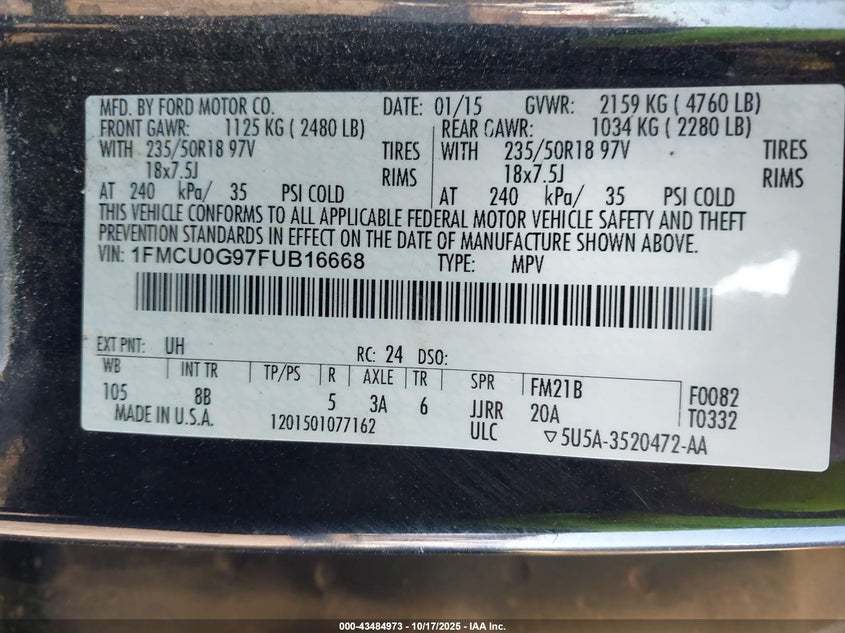 MFD. BY FORD MOTOR CO. DATE: 01/15 GVWR: 2159 KG ( 4760 LB)
FRONT GAWR: 1125 KG ( 2480 LB) REAR GAWR: 1034 KG ( 2280 LB)
WITH 235/50R18 97V TIRES WITH 235/50R18 97V TIRES
18x7.5J RIMS 18x7.5J RIMS
AT 240 kPa/ 35 PSI COLD AT 240 kPa/ 35 PSI COLD
THIS VEHICLE CONFORMS TO ALL APPLICABLE FEDERAL MOTOR VEHICLE SAFETY AND THEFT
PREVENTION STANDARDS IN EFFECT ON THE DATE OF MANUFACTURE SHOWN ABOVE.
VIN: 1FMCU0G97FUB16668 TYPE: MPV
EXT PNT: UH RC: 24 DSO:
WB INT TR TP/PS R AXLE TR SPR FM21B F0082
105 8B 5 3A 6 JJRR 20A T0332
MADE IN U.S.A. 1201501077162 ULC ▽5U5A-3520472-AA
000-43484973 - 10/17/2025 - IAA Inc.